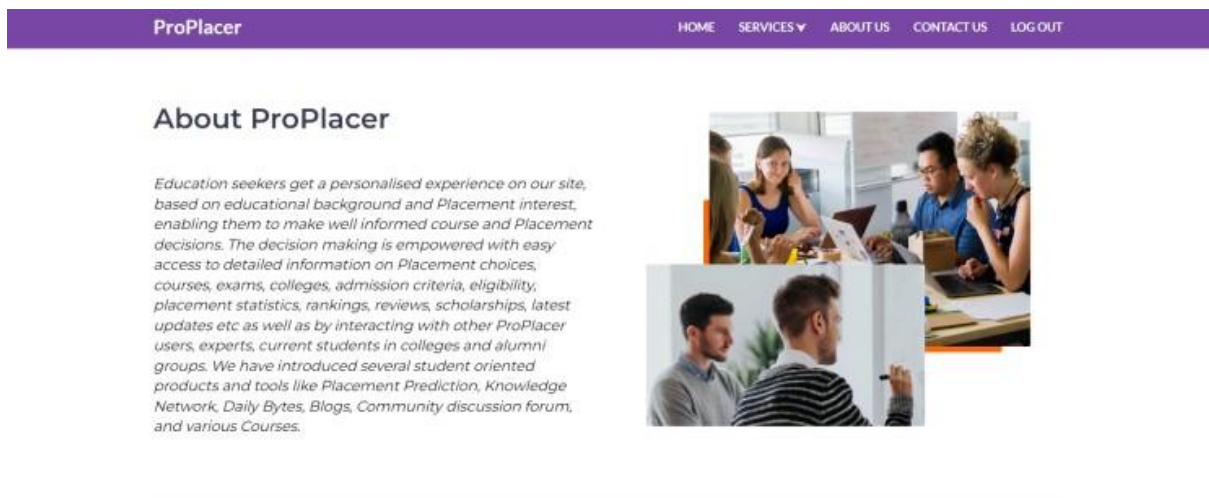 ProPlacer
HOME SERVICES ABOUT US CONTACT US LOG OUT
About ProPlacer
Education seekers get a personalised experience on our site,
based on educational background and Placement interest,
enabling them to make well informed course and Placement
decisions. The decision making is empowered with easy
access to detailed information on Placement choices,
courses, exams, colleges, admission criteria, eligibility,
placement statistics, rankings, reviews, scholarships, latest
updates etc as well as by interacting with other ProPlacer
users, experts, current students in colleges and alumni
groups. We have introduced several student oriented
products and tools like Placement Prediction, Knowledge
Network, Daily Bytes, Blogs, Community discussion forum,
and various Courses.